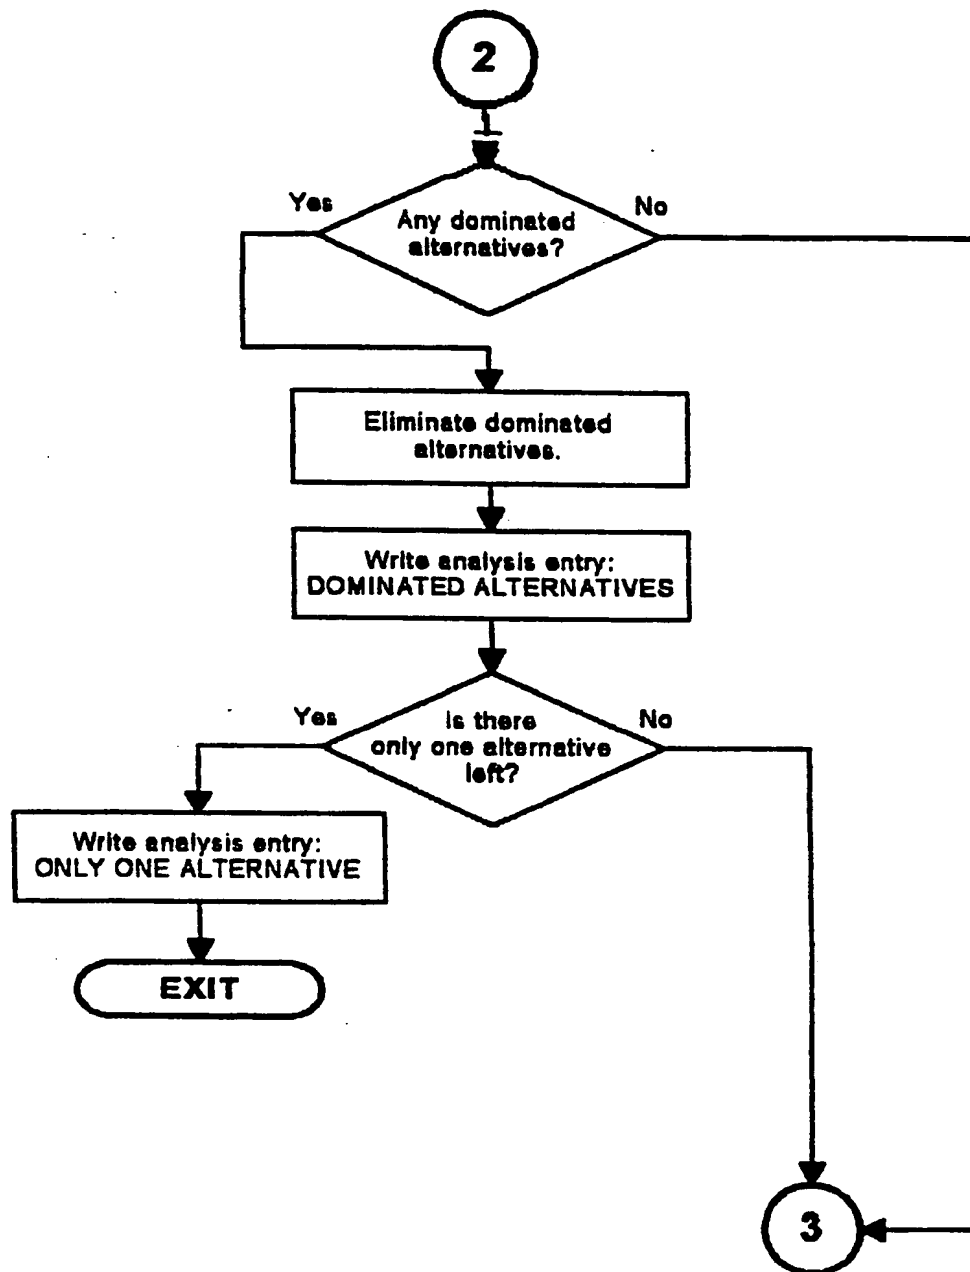 2
Yes
No
Any dominated
alternatives?
Eliminate dominated
alternatives.
Write analysis entry:
DOMINATED ALTERNATIVES
Yes
No
Is there
only one alternative
left?
Write analysis entry:
ONLY ONE ALTERNATIVE
EXIT
3